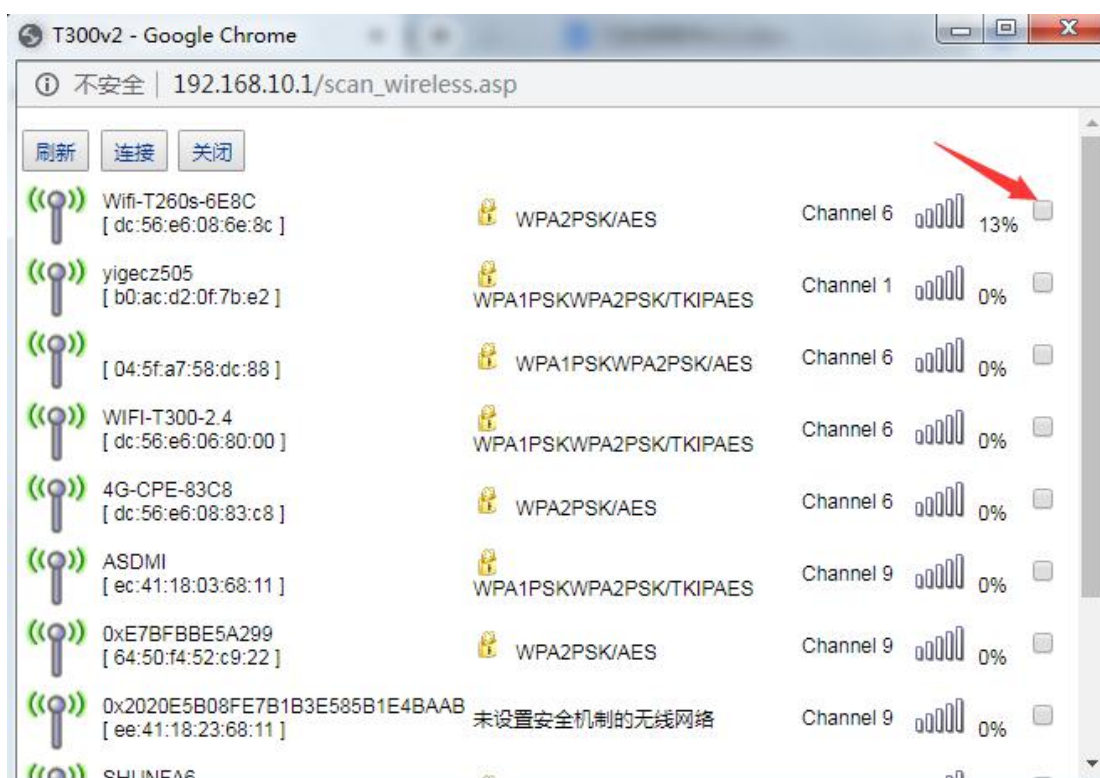 T300v2 - Google Chrome
不安全 | 192.168.10.1/scan_wireless.asp
刷新 连接 关闭
Wifi-T260s-6E8C
[ dc:56:e6:08:6e:8c ]
WPA2PSK/AES
Channel 6
13%
yigecz505
[ b0:ac:d2:0f:7b:e2 ]
WPA1PSKWPA2PSK/TKIPAES
Channel 1
0%
[ 04:5f:a7:58:dc:88 ]
WPA1PSKWPA2PSK/AES
Channel 6
0%
WIFI-T300-2.4
[ dc:56:e6:06:80:00 ]
WPA1PSKWPA2PSK/TKIPAES
Channel 6
0%
4G-CPE-83C8
[ dc:56:e6:08:83:c8 ]
WPA2PSK/AES
Channel 6
0%
ASDMI
[ ec:41:18:03:68:11 ]
WPA1PSKWPA2PSK/TKIPAES
Channel 9
0%
0xE7BFBBE5A299
[ 64:50:f4:52:c9:22 ]
WPA2PSK/AES
Channel 9
0%
0x2020E5B08FE7B1B3E585B1E4BAAB
[ ee:41:18:23:68:11 ]
未设置安全机制的无线网络
Channel 9
0%